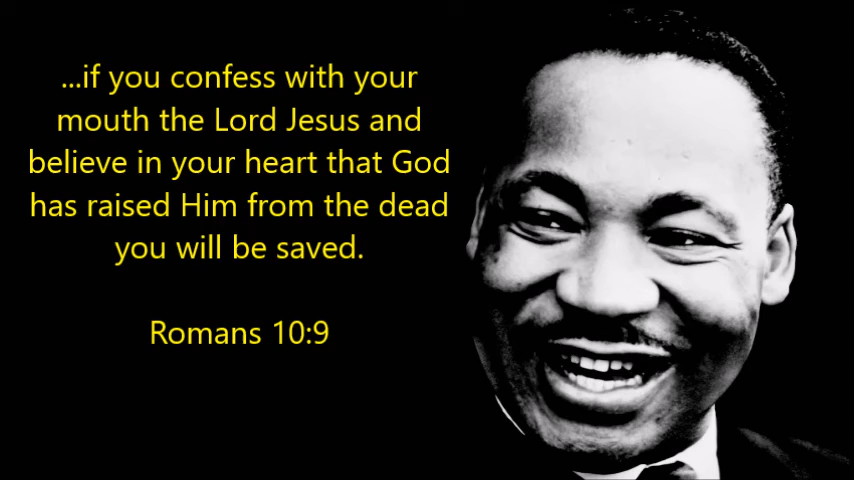 ...if you confess with your
mouth the Lord Jesus and
believe in your heart that God
has raised Him from the dead
you will be saved.
Romans 10:9